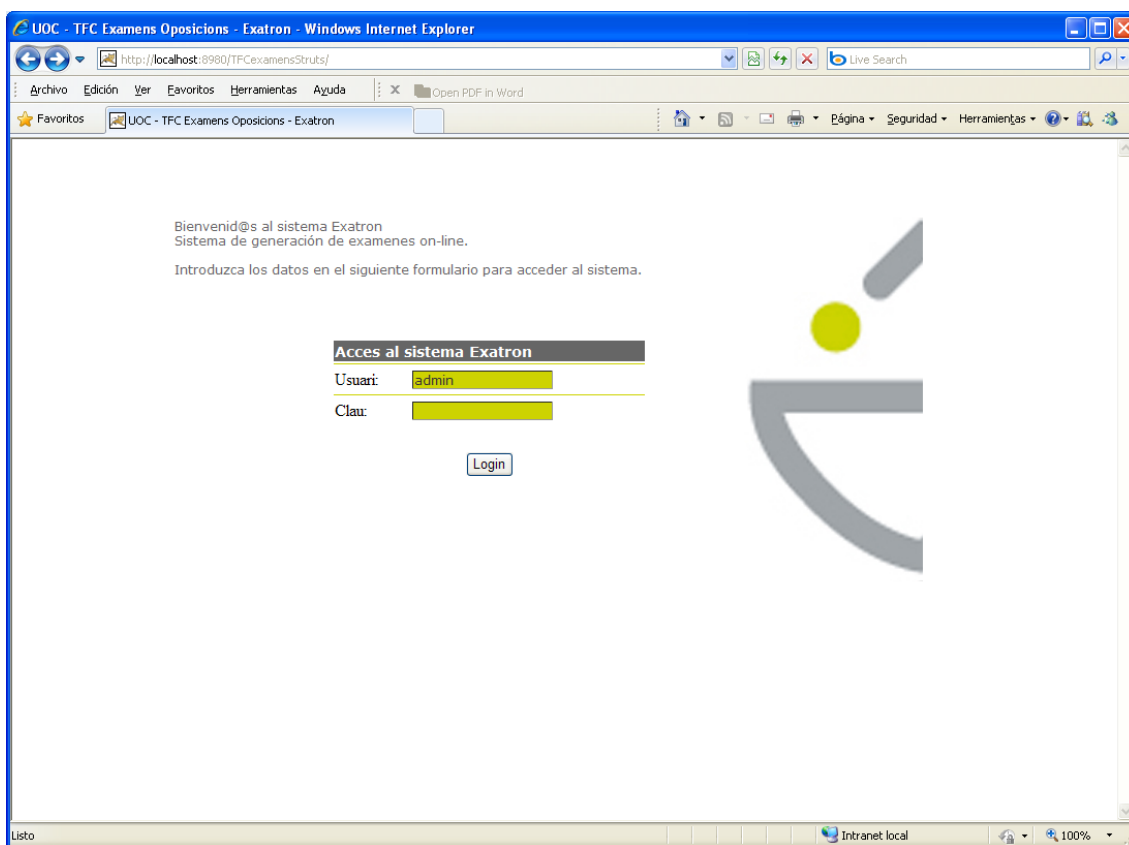 UOC - TFC Examens Oposicions - Exatron - Windows Internet Explorer
http://localhost:8980/TFCexamensStruts/
Live Search
Archivo Edición Ver Favoritos Herramientas Ayuda X Open PDF in Word
Favoritos UOC - TFC Examens Oposicions - Exatron Página Seguridad Herramientas
Bienvenid@s al sistema Exatron
Sistema de generación de examenes on-line.
Introduzca los datos en el siguiente formulario para acceder al sistema.
Acces al sistema Exatron
Usuari: admin
Clau:
Login
Listo Intranet local 100%